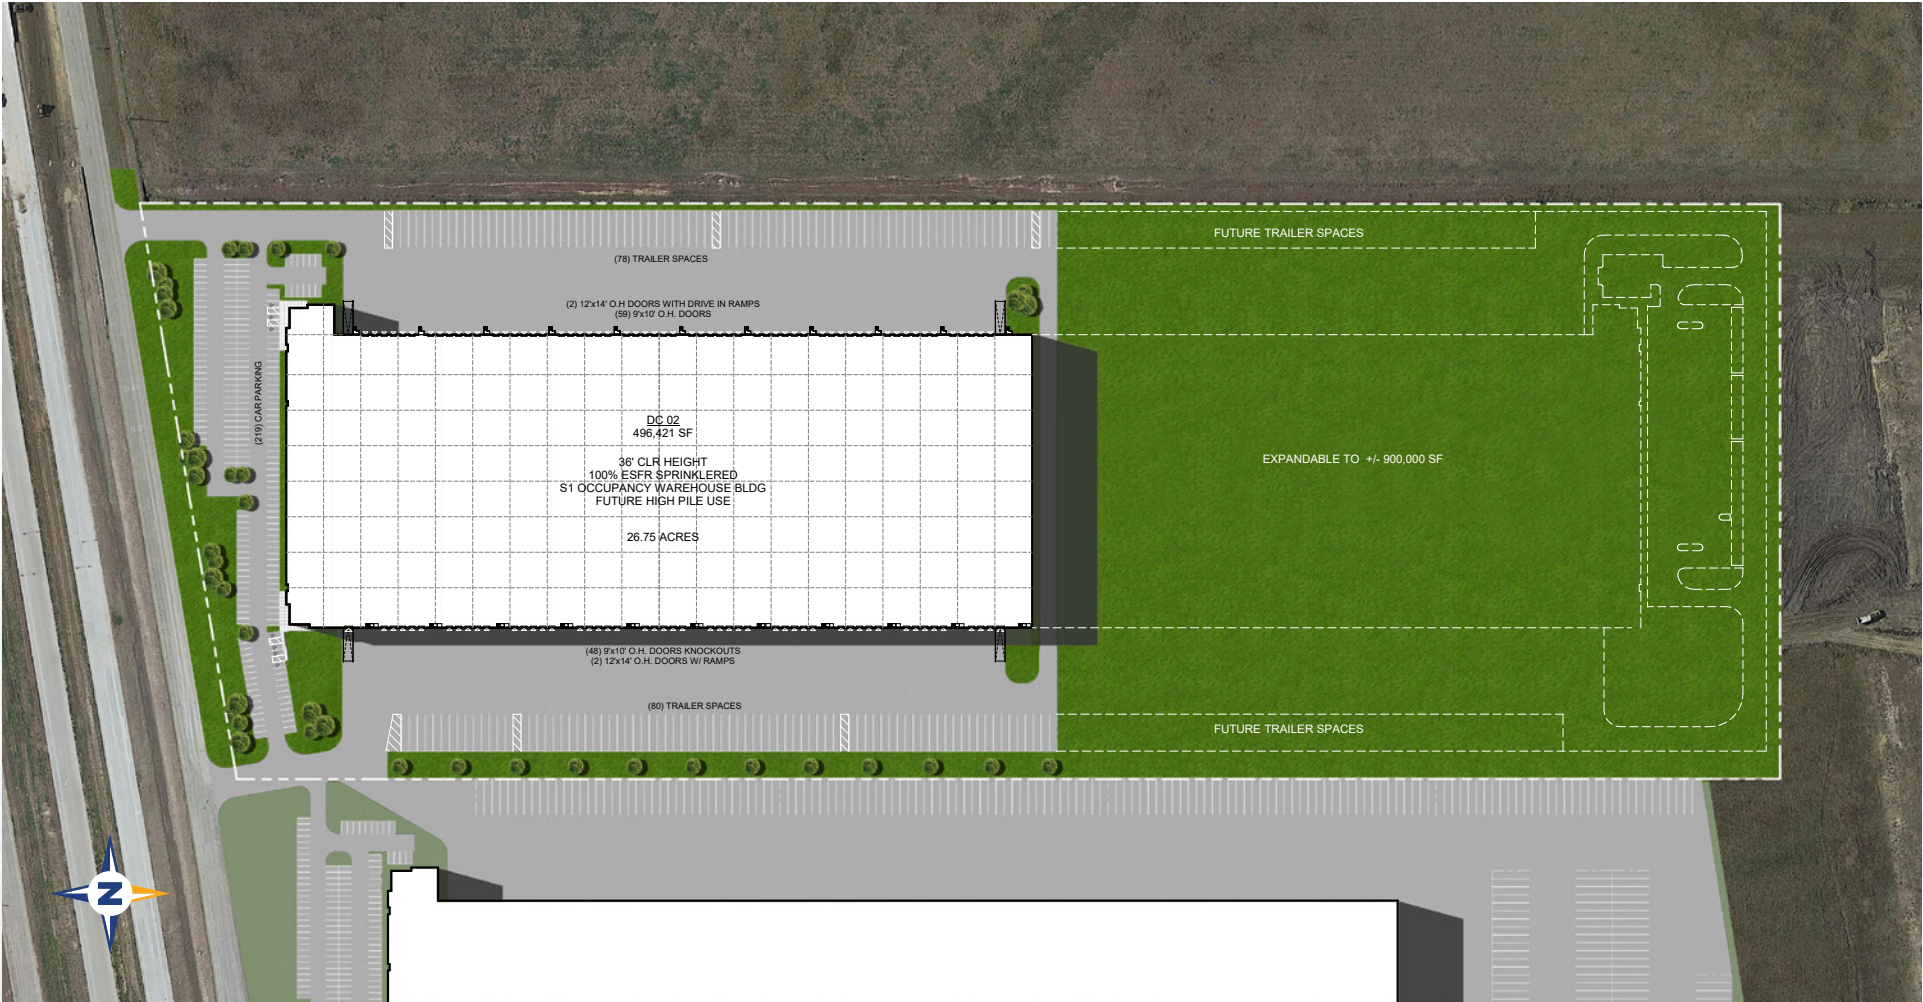 FUTURE TRAILER SPACES
(78) TRAILER SPACES
(2) 12'x14' O.H DOORS WITH DRIVE IN RAMPS
(59) 9'x10' O.H. DOORS
(219) CAR PARKING
DC 02
496,421 SF
36' CLR HEIGHT
100% ESFR SPRINKLERED
S1 OCCUPANCY WAREHOUSE BLDG
FUTURE HIGH PILE USE
26.75 ACRES
EXPANDABLE TO +/- 900,000 SF
(48) 9'x10' O.H. DOORS KNOCKOUTS
(2) 12'x14' O.H. DOORS W/ RAMPS
(80) TRAILER SPACES
FUTURE TRAILER SPACES
N